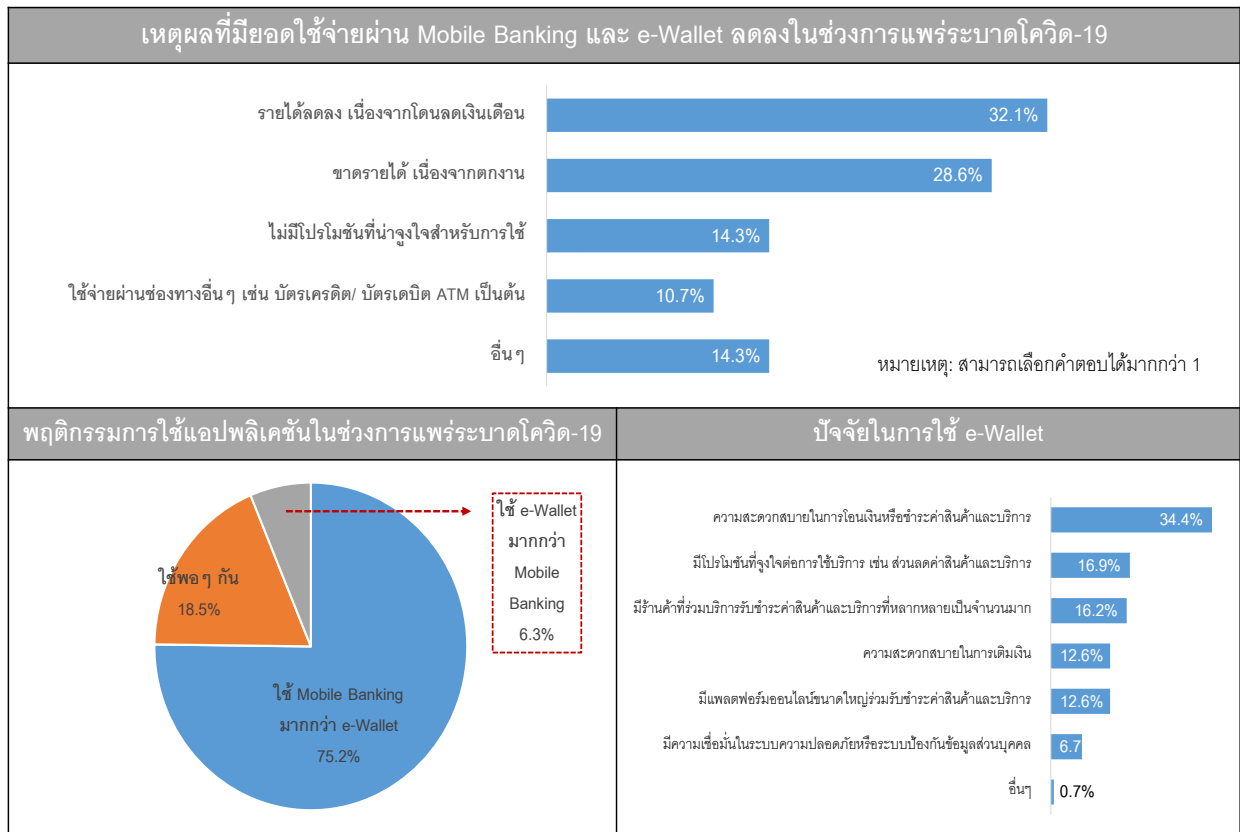 เหตุผลที่มียอดใช้จ่ายผ่าน Mobile Banking และ e-Wallet ลดลงในช่วงการแพร่ระบาดโควิด-19
รายได้ลดลง เนื่องจากโดนลดเงินเดือน
32.1%
ขาดรายได้ เนื่องจากตกงาน
28.6%
ไม่มีโปรโมชันที่น่าจูงใจสำหรับการใช้
14.3%
ใช้จ่ายผ่านช่องทางอื่นๆ เช่น บัตรเครดิต/ บัตรเดบิต ATM เป็นต้น
10.7%
อื่นๆ
14.3%
หมายเหตุ: สามารถเลือกคำตอบได้มากกว่า 1
พฤติกรรมการใช้แอปพลิเคชันในช่วงการแพร่ระบาดโควิด-19
ใช้ e-Wallet
มากกว่า
Mobile
Banking
6.3%
ใช้พอๆ กัน
18.5%
ใช้ Mobile Banking
มากกว่า e-Wallet
75.2%
ปัจจัยในการใช้ e-Wallet
ความสะดวกสบายในการโอนเงินหรือชำระค่าสินค้าและบริการ
34.4%
มีโปรโมชันที่จูงใจต่อการใช้บริการ เช่น ส่วนลดค่าสินค้าและบริการ
16.9%
มีร้านค้าที่ร่วมบริการรับชำระค่าสินค้าและบริการที่หลากหลายเป็นจำนวนมาก
16.2%
ความสะดวกสบายในการเติมเงิน
12.6%
มีแพลตฟอร์มออนไลน์ขนาดใหญ่ร่วมรับชำระค่าสินค้าและบริการ
12.6%
มีความเชื่อมั่นในระบบความปลอดภัยหรือระบบป้องกันข้อมูลส่วนบุคคล
6.7
อื่นๆ
0.7%